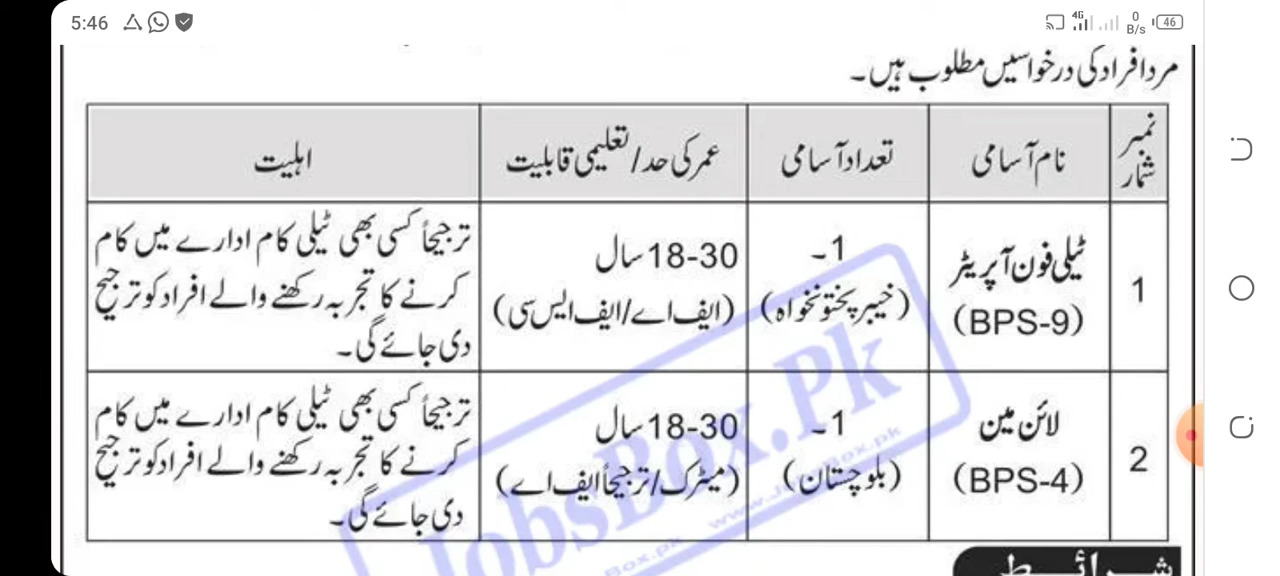 5:46
4G 0 B/s 46
مرد افراد کی درخواستیں مطلوب ہیں۔
نمبر شمار
نام آسامی
تعداد آسامی
عمر کی حد/تعلیمی قابلیت
اہلیت
1
ٹیلی فون آپریٹر
(BPS-9)
1۔
(خیبر پختونخواہ)
18-30 سال
(ایف اے/ایف ایس سی)
ترجیحاً کسی بھی ٹیلی کام ادارے میں کام
کرنے کا تجربہ رکھنے والے افراد کو ترجیح
دی جائے گی۔
2
لائن مین
(BPS-4)
1۔
(بلوچستان)
18-30 سال
(میٹرک/ترجیحاً ایف اے)
ترجیحاً کسی بھی ٹیلی کام ادارے میں کام
کرنے کا تجربہ رکھنے والے افراد کو ترجیح
دی جائے گی۔
شرائط
JobsBox.Pk